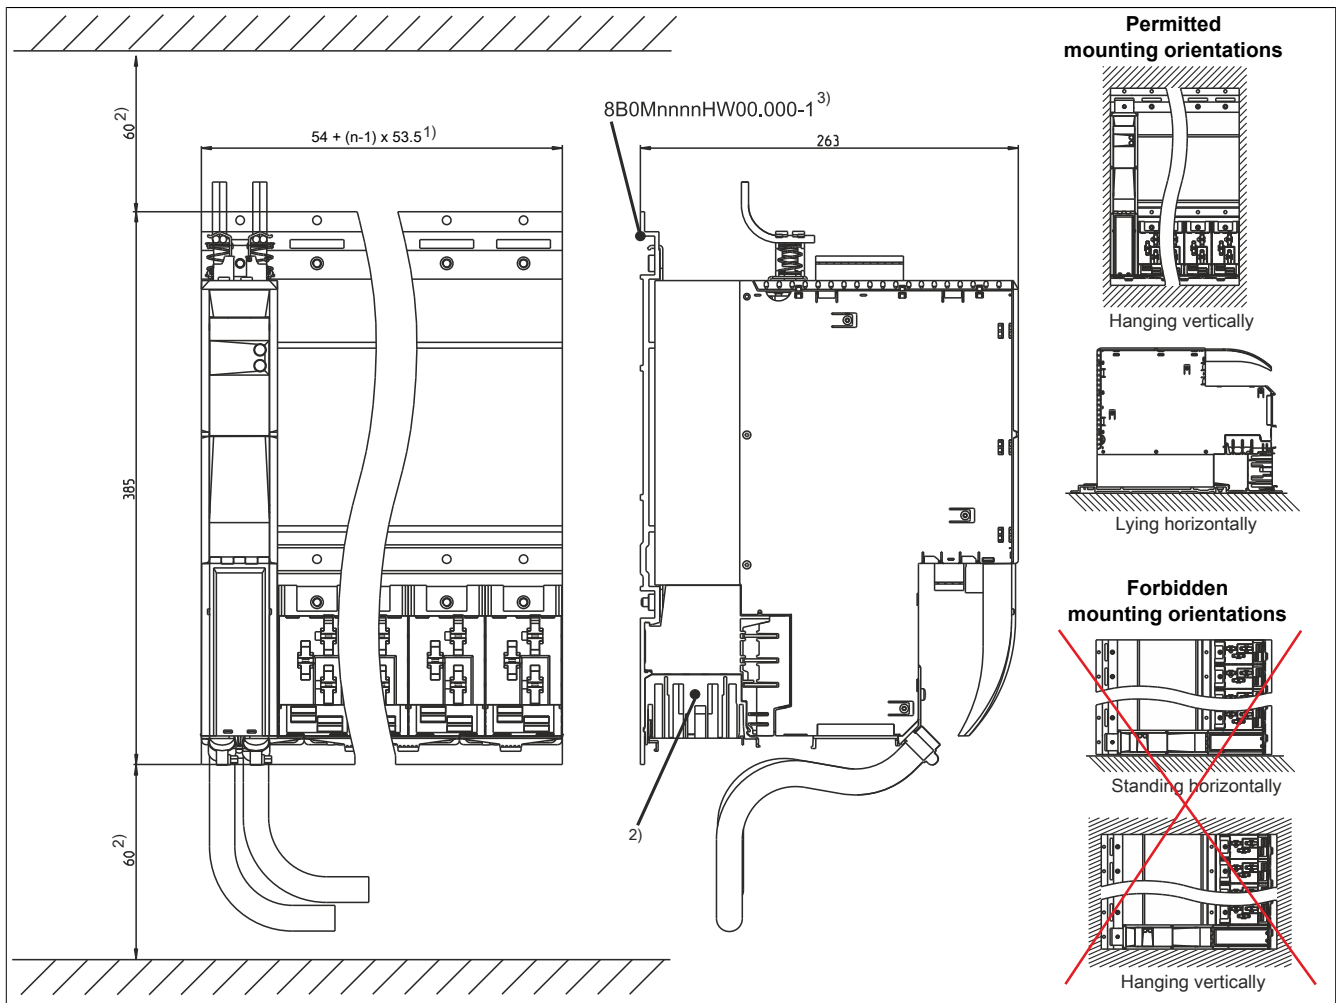 Permitted
mounting orientations
8B0MnnnnHW00.000-1 3)
60 2)
54 + (n-1) x 53.5 1)
263
Hanging vertically
385
Lying horizontally
Forbidden
mounting orientations
Standing horizontally
2)
60 2)
Hanging vertically